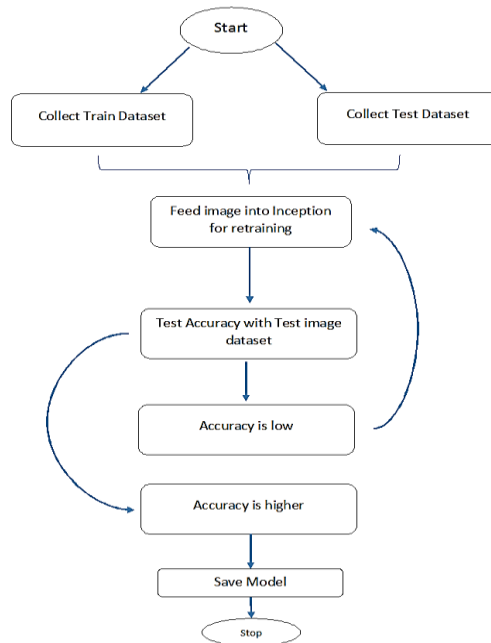 Start
Collect Train Dataset
Collect Test Dataset
Feed image into Inception
for retraining
Test Accuracy with Test image
dataset
Accuracy is low
Accuracy is higher
Save Model
Stop